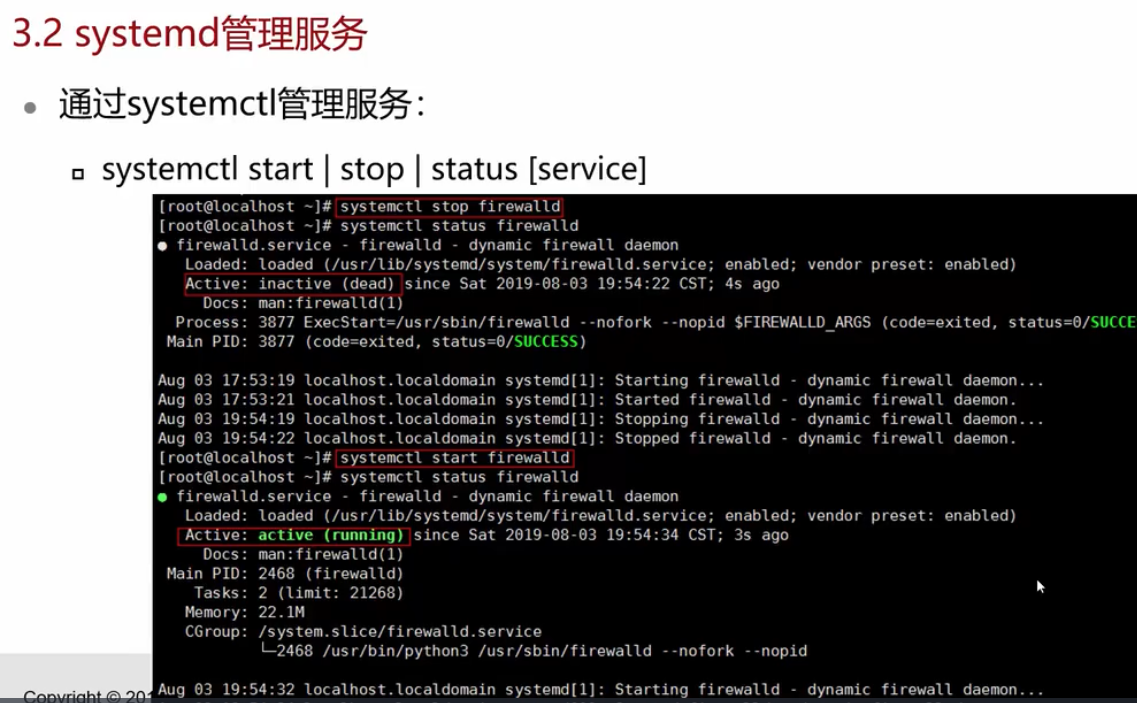 3.2 systemd管理服务
通过systemctl管理服务：
systemctl start | stop | status [service]
[root@localhost ~]# systemctl stop firewalld
[root@localhost ~]# systemctl status firewalld
● firewalld.service - firewalld - dynamic firewall daemon
Loaded: loaded (/usr/lib/systemd/system/firewalld.service; enabled; vendor preset: enabled)
Active: inactive (dead) since Sat 2019-08-03 19:54:22 CST; 4s ago
Docs: man:firewalld(1)
Process: 3877 ExecStart=/usr/sbin/firewalld --nofork --nopid $FIREWALLD_ARGS (code=exited, status=0/SUCCE
Main PID: 3877 (code=exited, status=0/SUCCESS)
Aug 03 17:53:19 localhost.localdomain systemd[1]: Starting firewalld - dynamic firewall daemon...
Aug 03 17:53:21 localhost.localdomain systemd[1]: Started firewalld - dynamic firewall daemon.
Aug 03 19:54:19 localhost.localdomain systemd[1]: Stopping firewalld - dynamic firewall daemon...
Aug 03 19:54:22 localhost.localdomain systemd[1]: Stopped firewalld - dynamic firewall daemon.
[root@localhost ~]# systemctl start firewalld
[root@localhost ~]# systemctl status firewalld
● firewalld.service - firewalld - dynamic firewall daemon
Loaded: loaded (/usr/lib/systemd/system/firewalld.service; enabled; vendor preset: enabled)
Active: active (running) since Sat 2019-08-03 19:54:34 CST; 3s ago
Docs: man:firewalld(1)
Main PID: 2468 (firewalld)
Tasks: 2 (limit: 21268)
Memory: 22.1M
CGroup: /system.slice/firewalld.service
└─2468 /usr/bin/python3 /usr/sbin/firewalld --nofork --nopid
Aug 03 19:54:32 localhost.localdomain systemd[1]: Starting firewalld - dynamic firewall daemon...
Copyright © 201